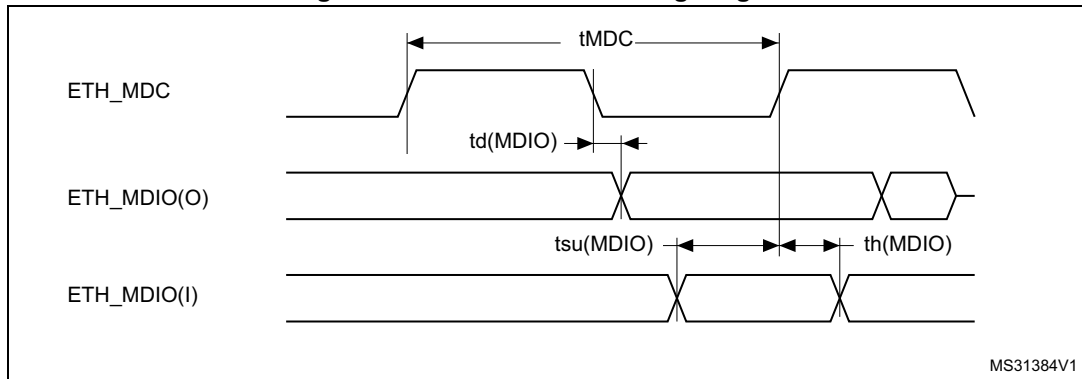 tMDC
ETH_MDC
td(MDIO)
ETH_MDIO(O)
tsu(MDIO)
th(MDIO)
ETH_MDIO(I)
MS31384V1